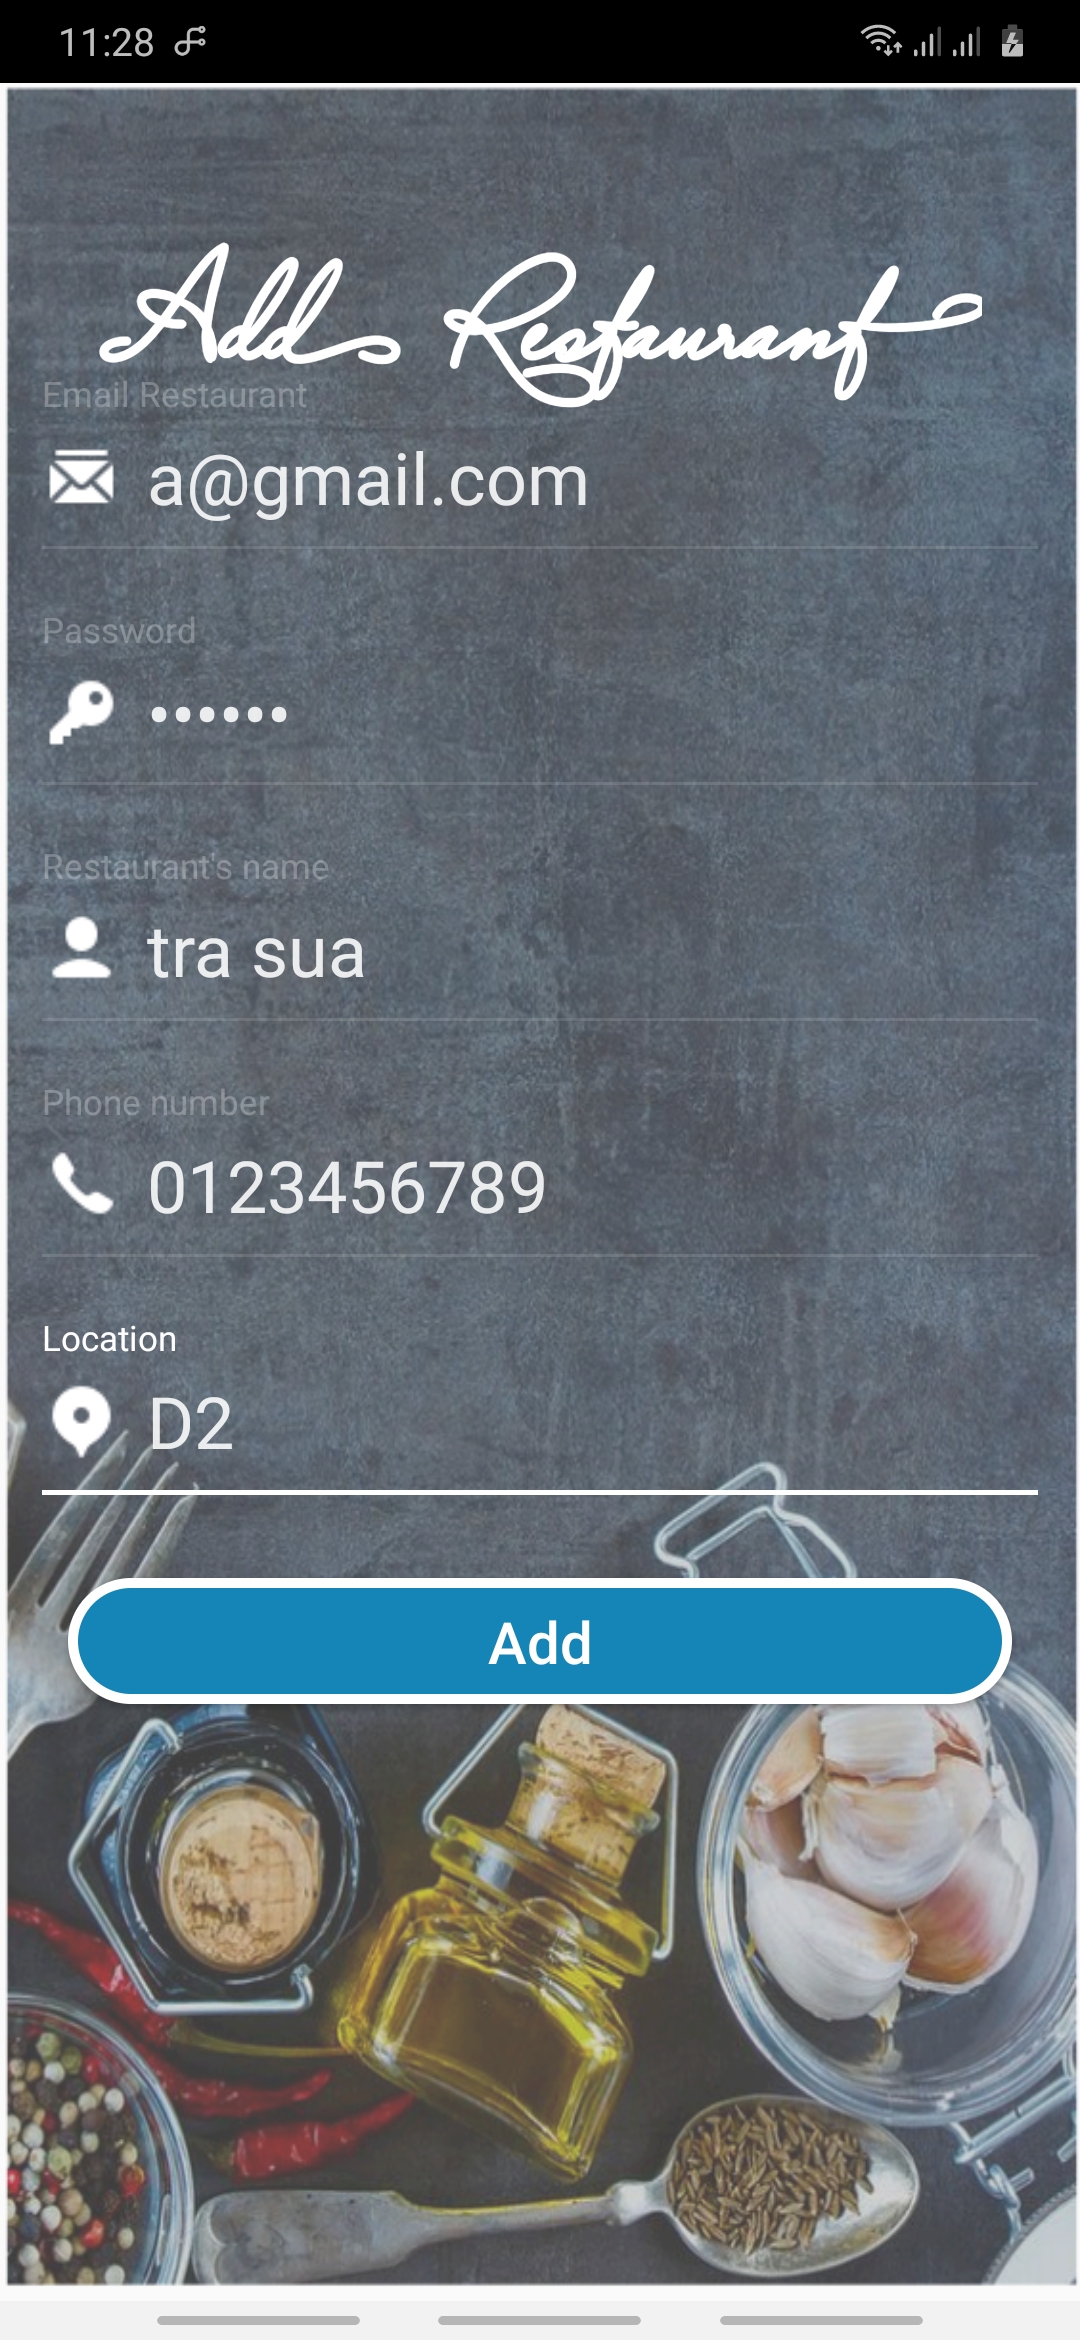 11:28
Add Restaurant
Email Restaurant
a@gmail.com
Password
••••••
Restaurant's name
tra sua
Phone number
0123456789
Location
D2
Add